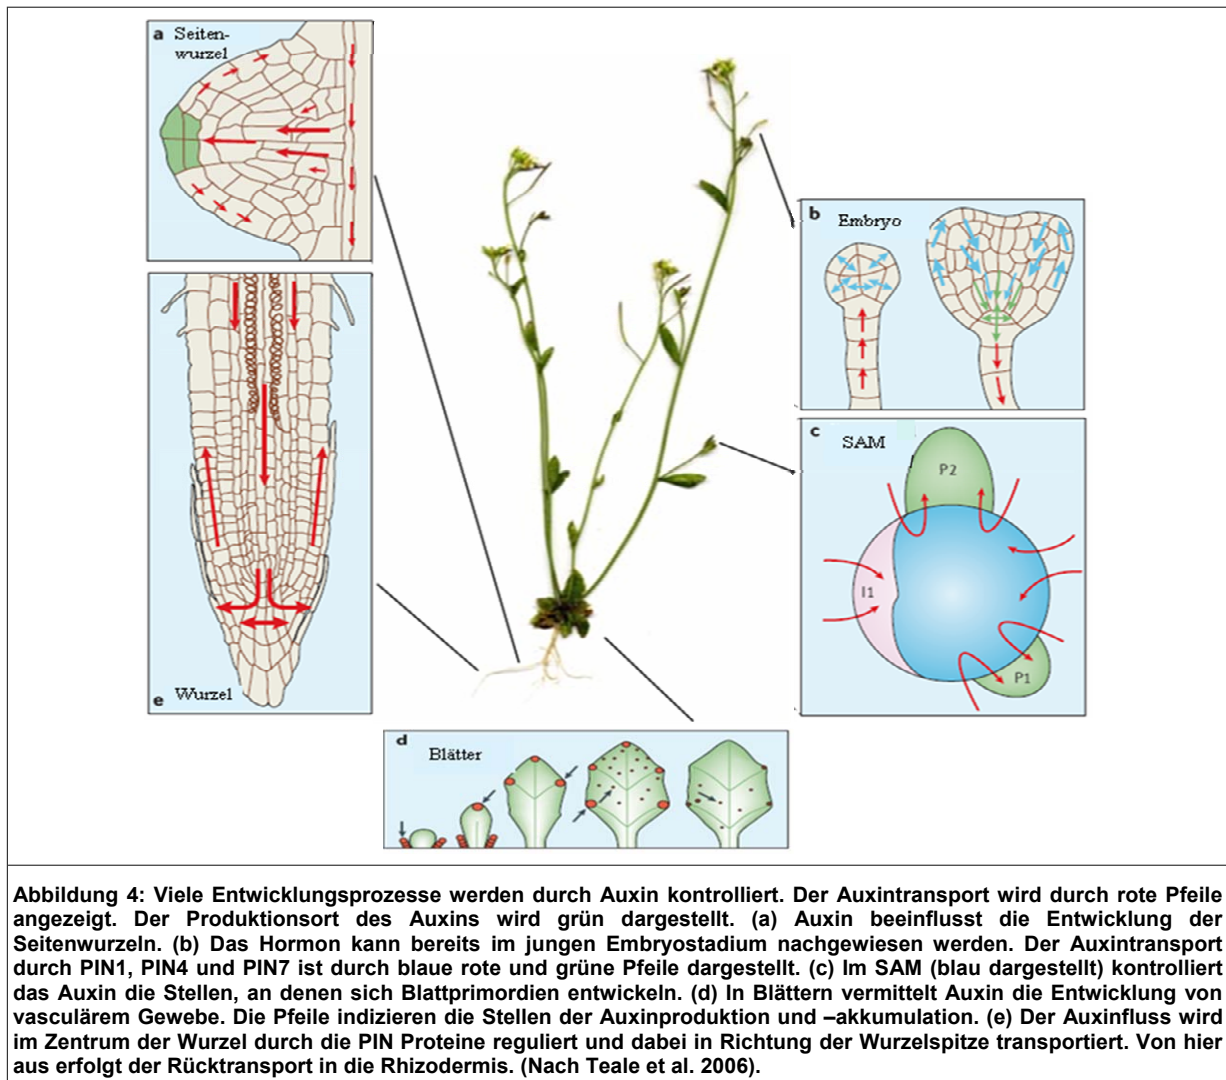 a Seiten-
wurzel
b Embryo
c SAM
P2
I1
P1
e Wurzel
d Blätter
Abbildung 4: Viele Entwicklungsprozesse werden durch Auxin kontrolliert. Der Auxintransport wird durch rote Pfeile
angezeigt. Der Produktionsort des Auxins wird grün dargestellt. (a) Auxin beeinflusst die Entwicklung der
Seitenwurzeln. (b) Das Hormon kann bereits im jungen Embryostadium nachgewiesen werden. Der Auxintransport
durch PIN1, PIN4 und PIN7 ist durch blaue rote und grüne Pfeile dargestellt. (c) Im SAM (blau dargestellt) kontrolliert
das Auxin die Stellen, an denen sich Blattprimordien entwickeln. (d) In Blättern vermittelt Auxin die Entwicklung von
vasculärem Gewebe. Die Pfeile indizieren die Stellen der Auxinproduktion und –akkumulation. (e) Der Auxinfluss wird
im Zentrum der Wurzel durch die PIN Proteine reguliert und dabei in Richtung der Wurzelspitze transportiert. Von hier
aus erfolgt der Rücktransport in die Rhizodermis. (Nach Teale et al. 2006).